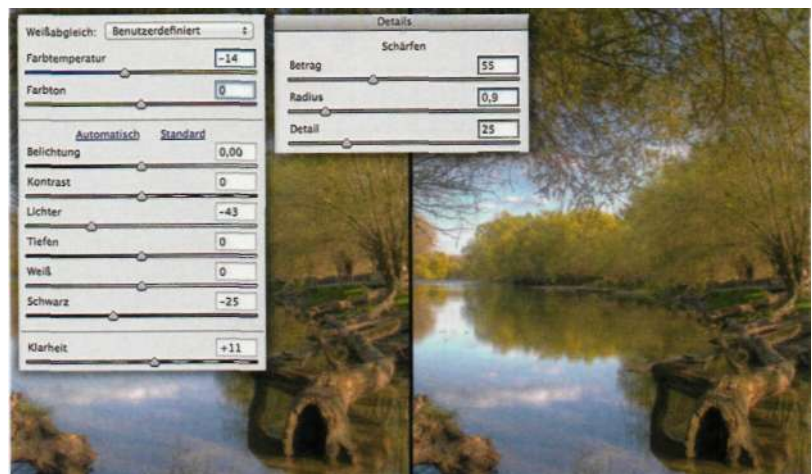 Weißabgleich: Benutzerdefiniert
Farbtemperatur -14
Farbton 0
Automatisch Standard
Belichtung 0,00
Kontrast 0
Lichter -43
Tiefen 0
Weiß 0
Schwarz -25
Klarheit +11
Details
Schärfen
Betrag 55
Radius 0,9
Detail 25